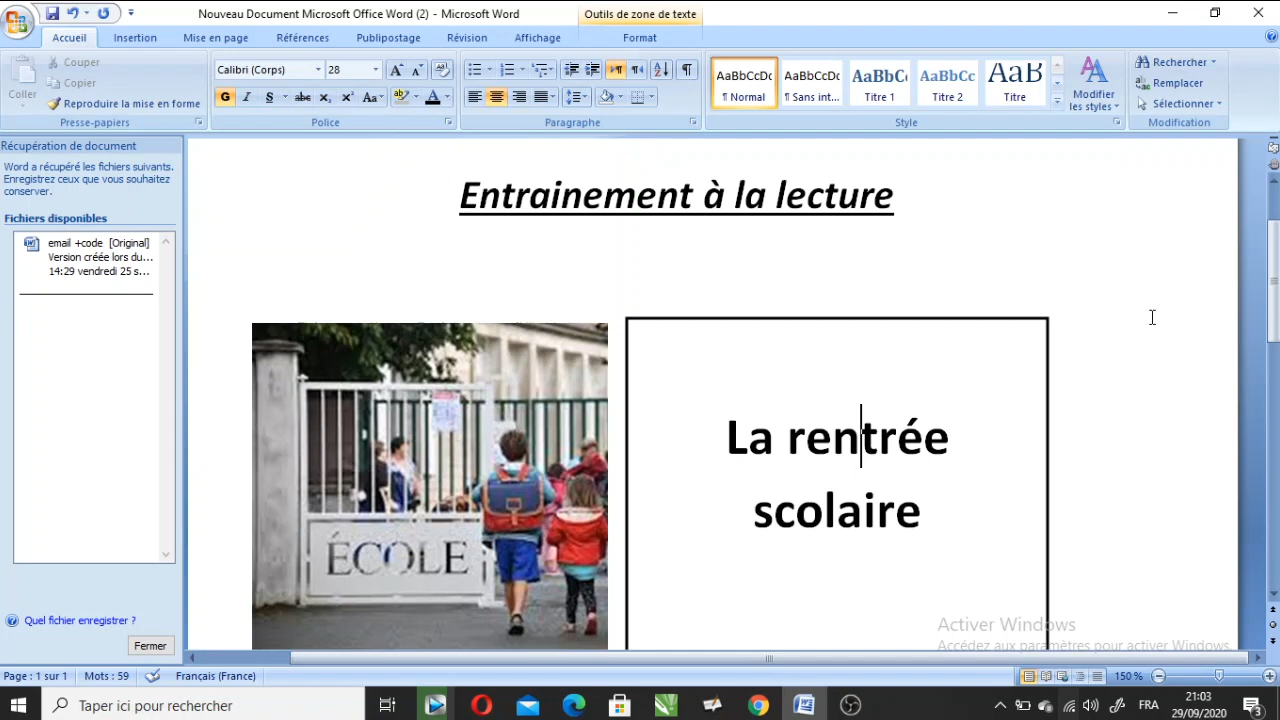 Nouveau Document Microsoft Office Word (2) - Microsoft Word
Outils de zone de texte
Accueil Insertion Mise en page Références Publipostage Révision Affichage Format
Coller
Couper
Copier
Reproduire la mise en forme
Presse-papiers
Calibri (Corps) 28
G I S abc x₂ x² Aa
Police
Paragraphe
AaBbCcDc AaBbCcDc AaBbC AaBbCc AaB
¶ Normal ¶ Sans int... Titre 1 Titre 2 Titre
Style
Modifier
les styles
Rechercher
Remplacer
Sélectionner
Modification
Récupération de document
Word a récupéré les fichiers suivants.
Enregistrez ceux que vous souhaitez
conserver.
Fichiers disponibles
email +code [Original]
Version créée lors du...
14:29 vendredi 25 s...
Quel fichier enregistrer ?
Fermer
Entrainement à la lecture
ÉCOLE
La rentrée
scolaire
Activer Windows
Accédez aux paramètres pour activer Windows.
Page : 1 sur 1 Mots : 59 Français (France) 150 %
Taper ici pour rechercher
FRA
21:03
29/09/2020
3